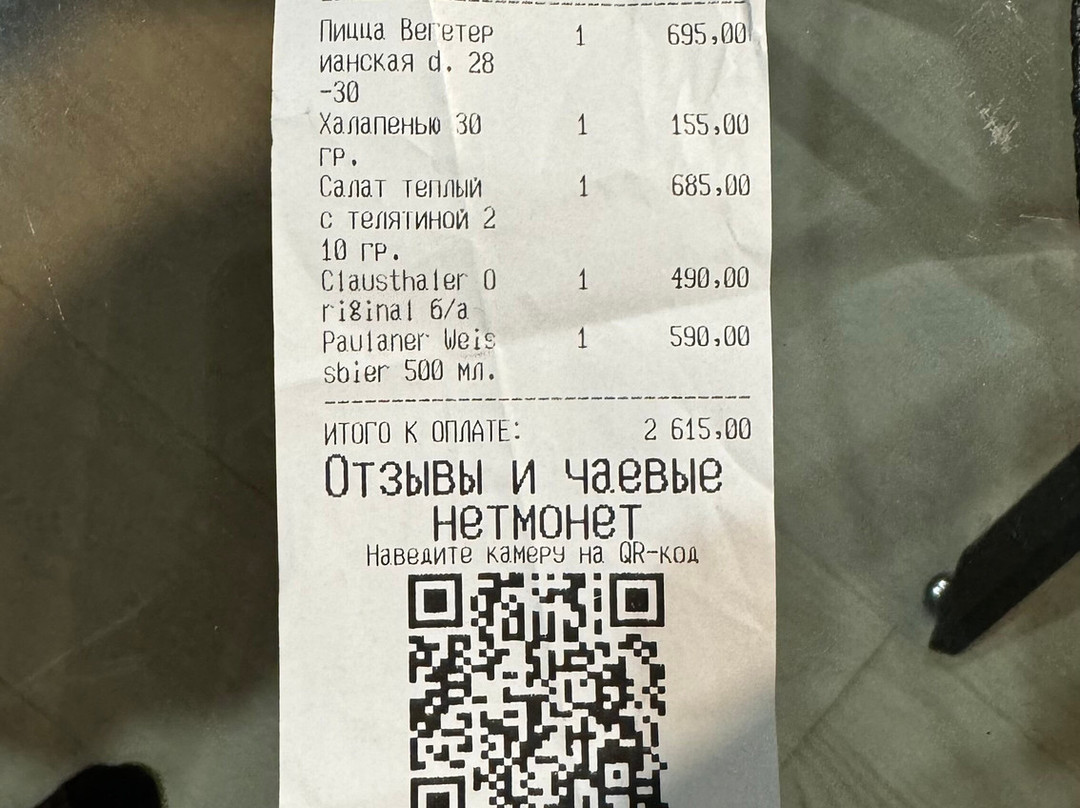 Пицца Вегетер 1 695,00
ианская d. 28
-30
Халапенью 30 1 155,00
гр.
Салат теплый 1 685,00
с телятиной 2
10 гр.
Clausthaler O 1 490,00
riginal б/а
Paulaner Weis 1 590,00
sbier 500 мл.
ИТОГО К ОПЛАТЕ: 2 615,00
Отзывы и чаевые
нетмонет
Наведите камеру на QR-код